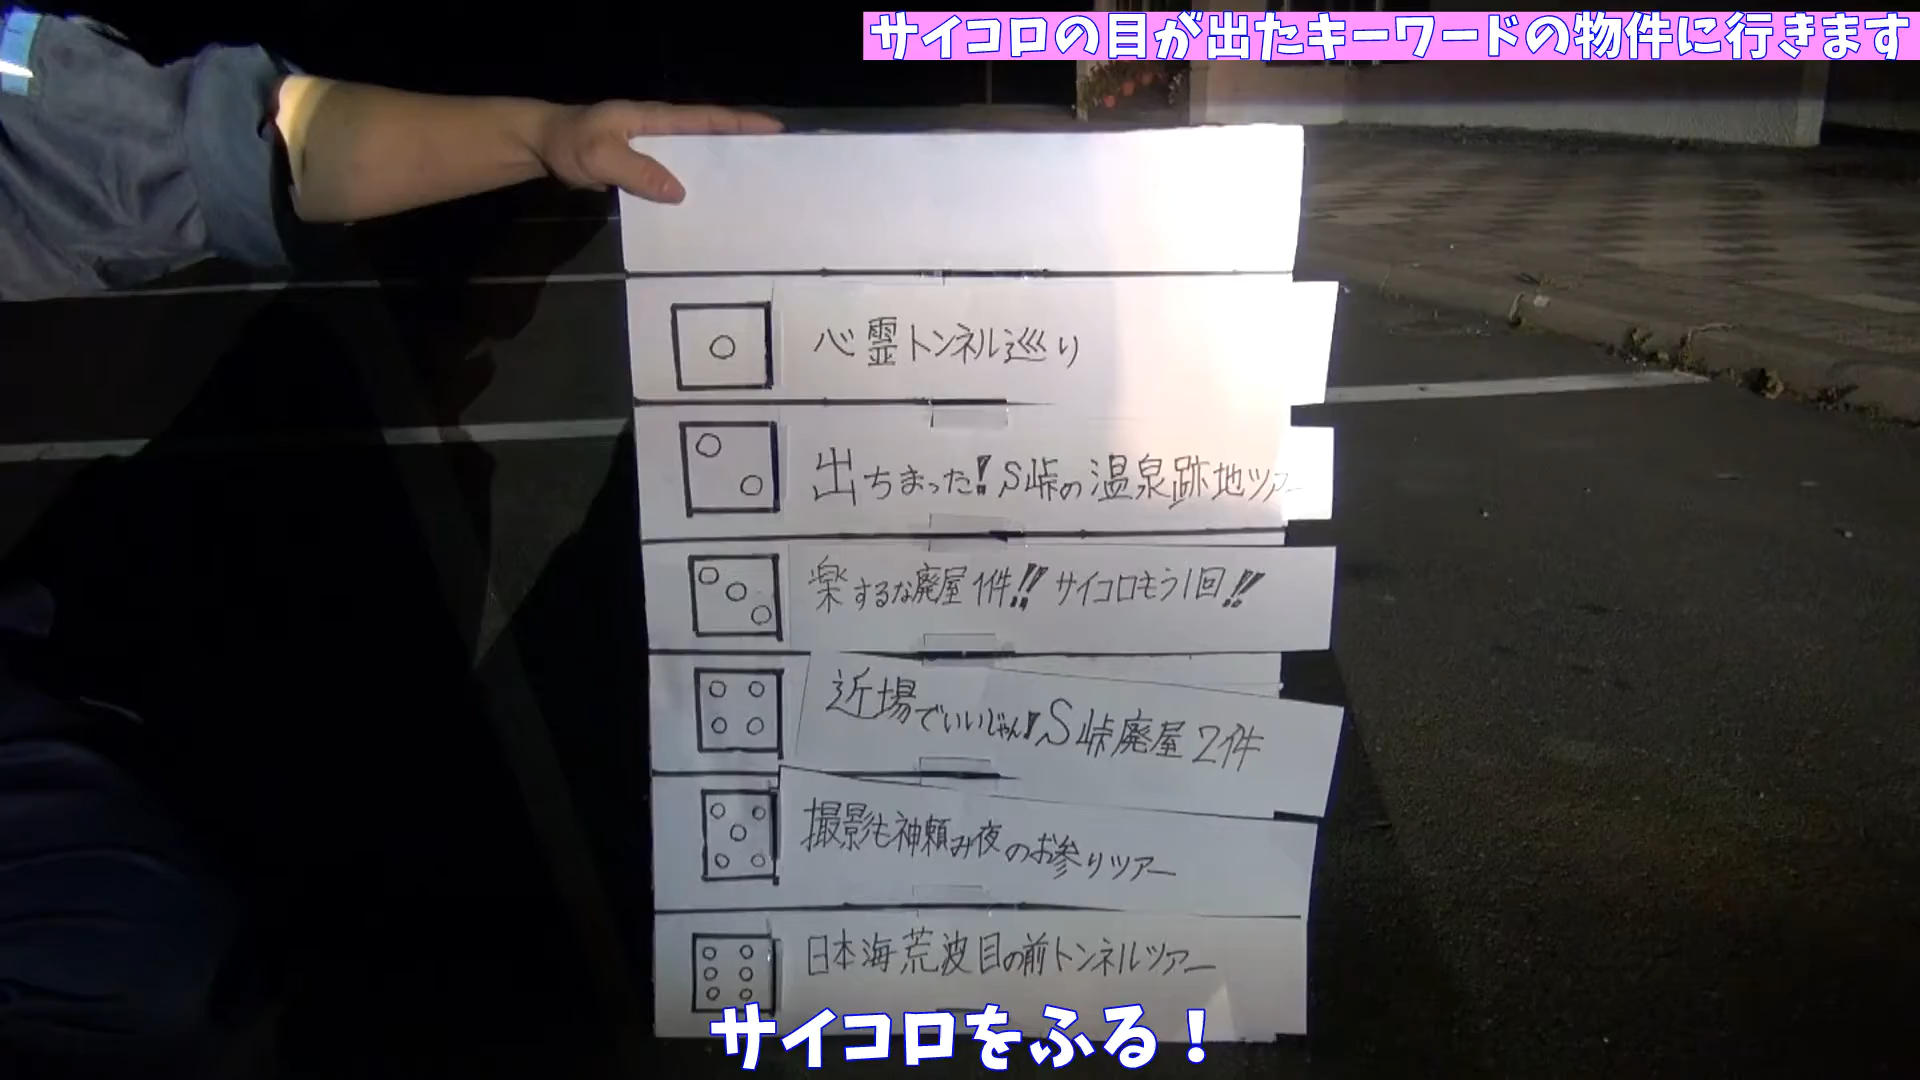 サイコロの目が出たキーワードの物件に行きます
心霊トンネル巡り
出ちまった!S峠の温泉跡地ツアー
楽するな廃屋1件!!サイコロもう1回!!
近場でいいじゃん!S峠廃屋2件
撮影も神頼み夜のお参りツアー
日本海荒波目の前トンネルツアー
サイコロをふる!